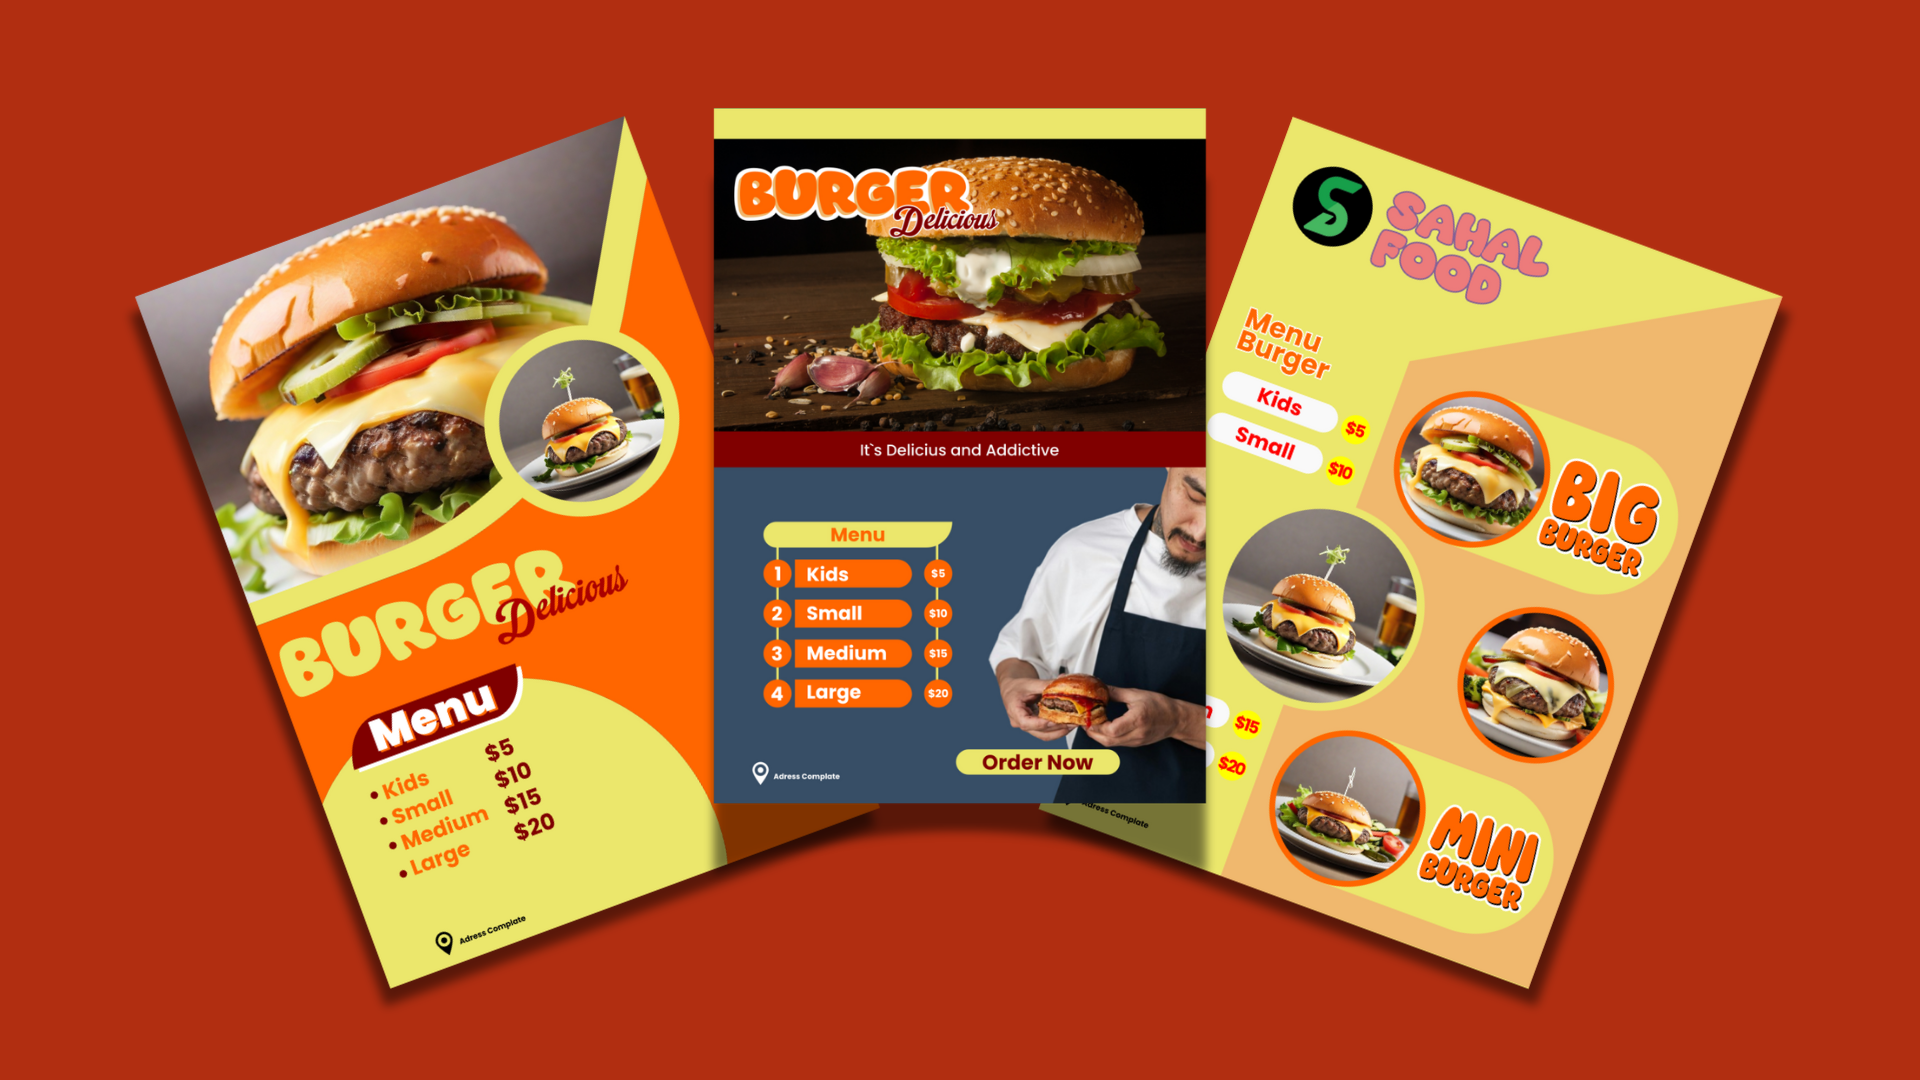 BURGER
Delicious
Menu
• Kids $5
• Small $10
• Medium $15
• Large $20
Adress Complate
BURGER
Delicious
It`s Delicius and Addictive
Menu
1 Kids $5
2 Small $10
3 Medium $15
4 Large $20
Order Now
Adress Complate
S
SAHAL
FOOD
Menu
Burger
Kids $5
Small $10
$15
$20
BIG
BURGER
MINI
BURGER
Adress Complate